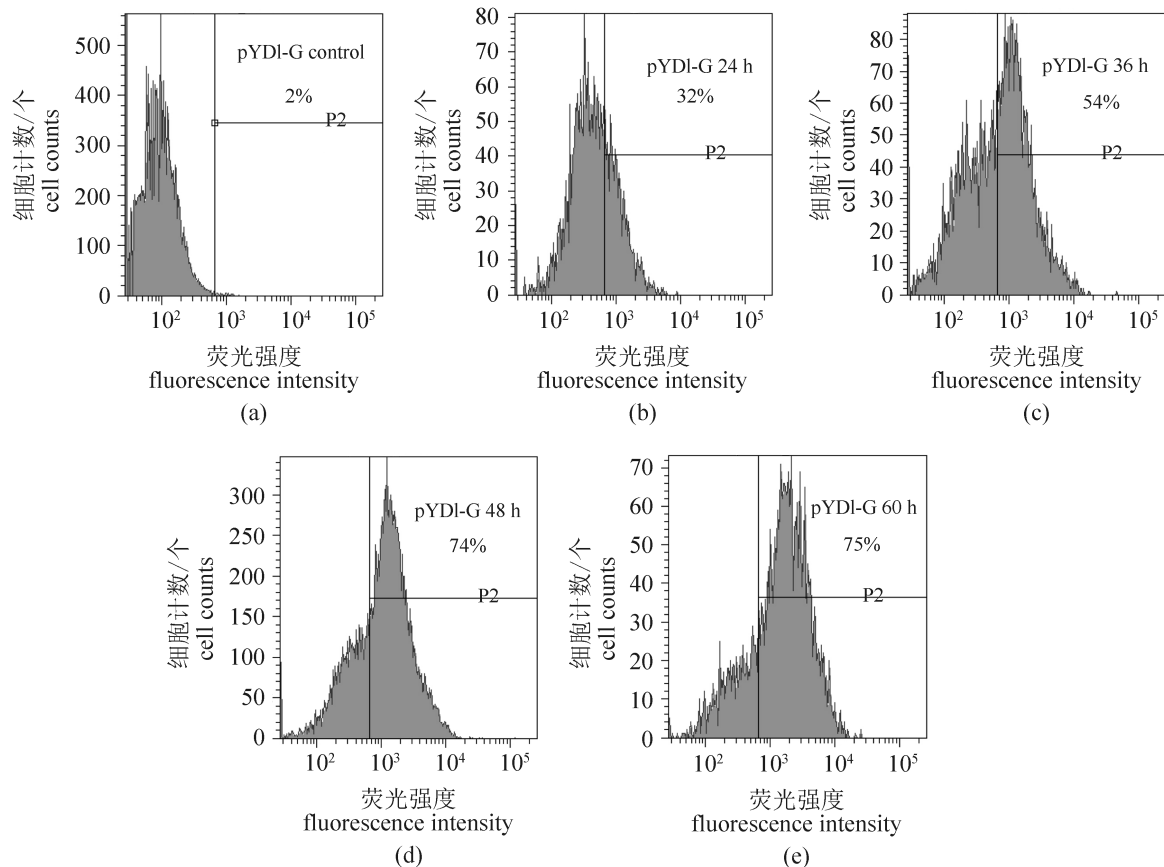 500
400
300
200
100
0
细胞计数/个
cell counts
pYDl-G control
2%
P2
10²
10³
10⁴
10⁵
荧光强度
fluorescence intensity
(a)
80
70
60
50
40
30
20
10
0
细胞计数/个
cell counts
pYDl-G 24 h
32%
P2
10²
10³
10⁴
10⁵
荧光强度
fluorescence intensity
(b)
80
70
60
50
40
30
20
10
0
细胞计数/个
cell counts
pYDl-G 36 h
54%
P2
10²
10³
10⁴
10⁵
荧光强度
fluorescence intensity
(c)
300
250
200
150
100
50
0
细胞计数/个
cell counts
pYDl-G 48 h
74%
P2
10²
10³
10⁴
10⁵
荧光强度
fluorescence intensity
(d)
70
60
50
40
30
20
10
0
细胞计数/个
cell counts
pYDl-G 60 h
75%
P2
10²
10³
10⁴
10⁵
荧光强度
fluorescence intensity
(e)